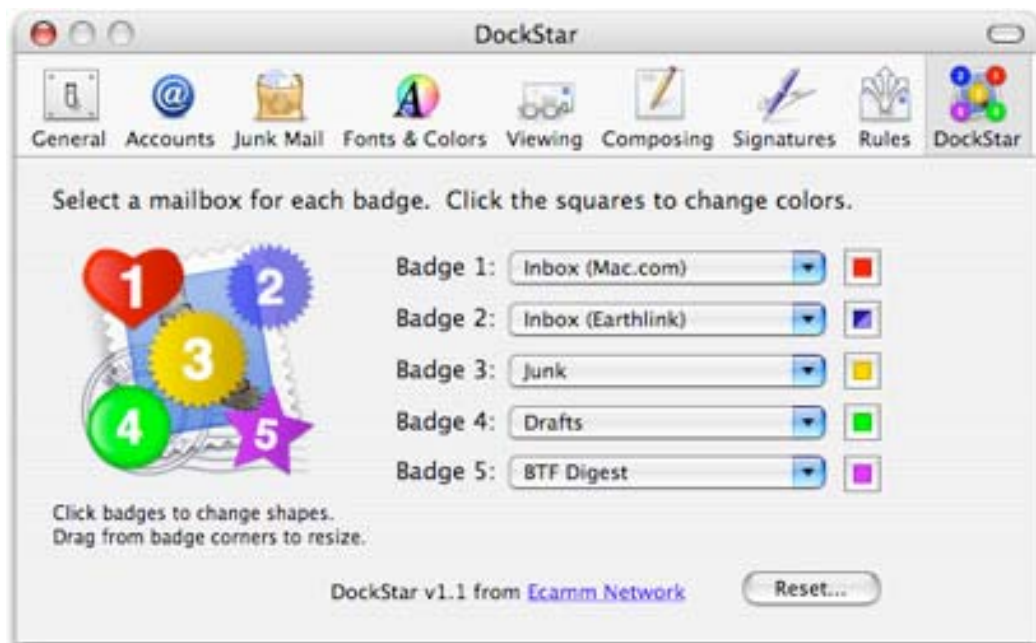 DockStar
General Accounts Junk Mail Fonts & Colors Viewing Composing Signatures Rules DockStar
Select a mailbox for each badge. Click the squares to change colors.
1
2
3
4
5
Badge 1: Inbox (Mac.com)
Badge 2: Inbox (Earthlink)
Badge 3: Junk
Badge 4: Drafts
Badge 5: BTF Digest
Click badges to change shapes.
Drag from badge corners to resize.
DockStar v1.1 from Ecamm Network Reset...